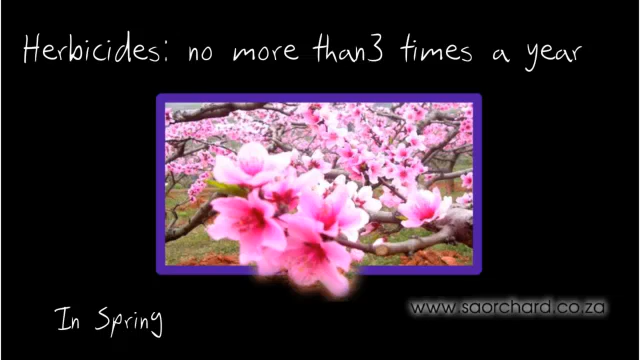 Herbicides: no more than3 times a year
In Spring
www.saorchard.co.za